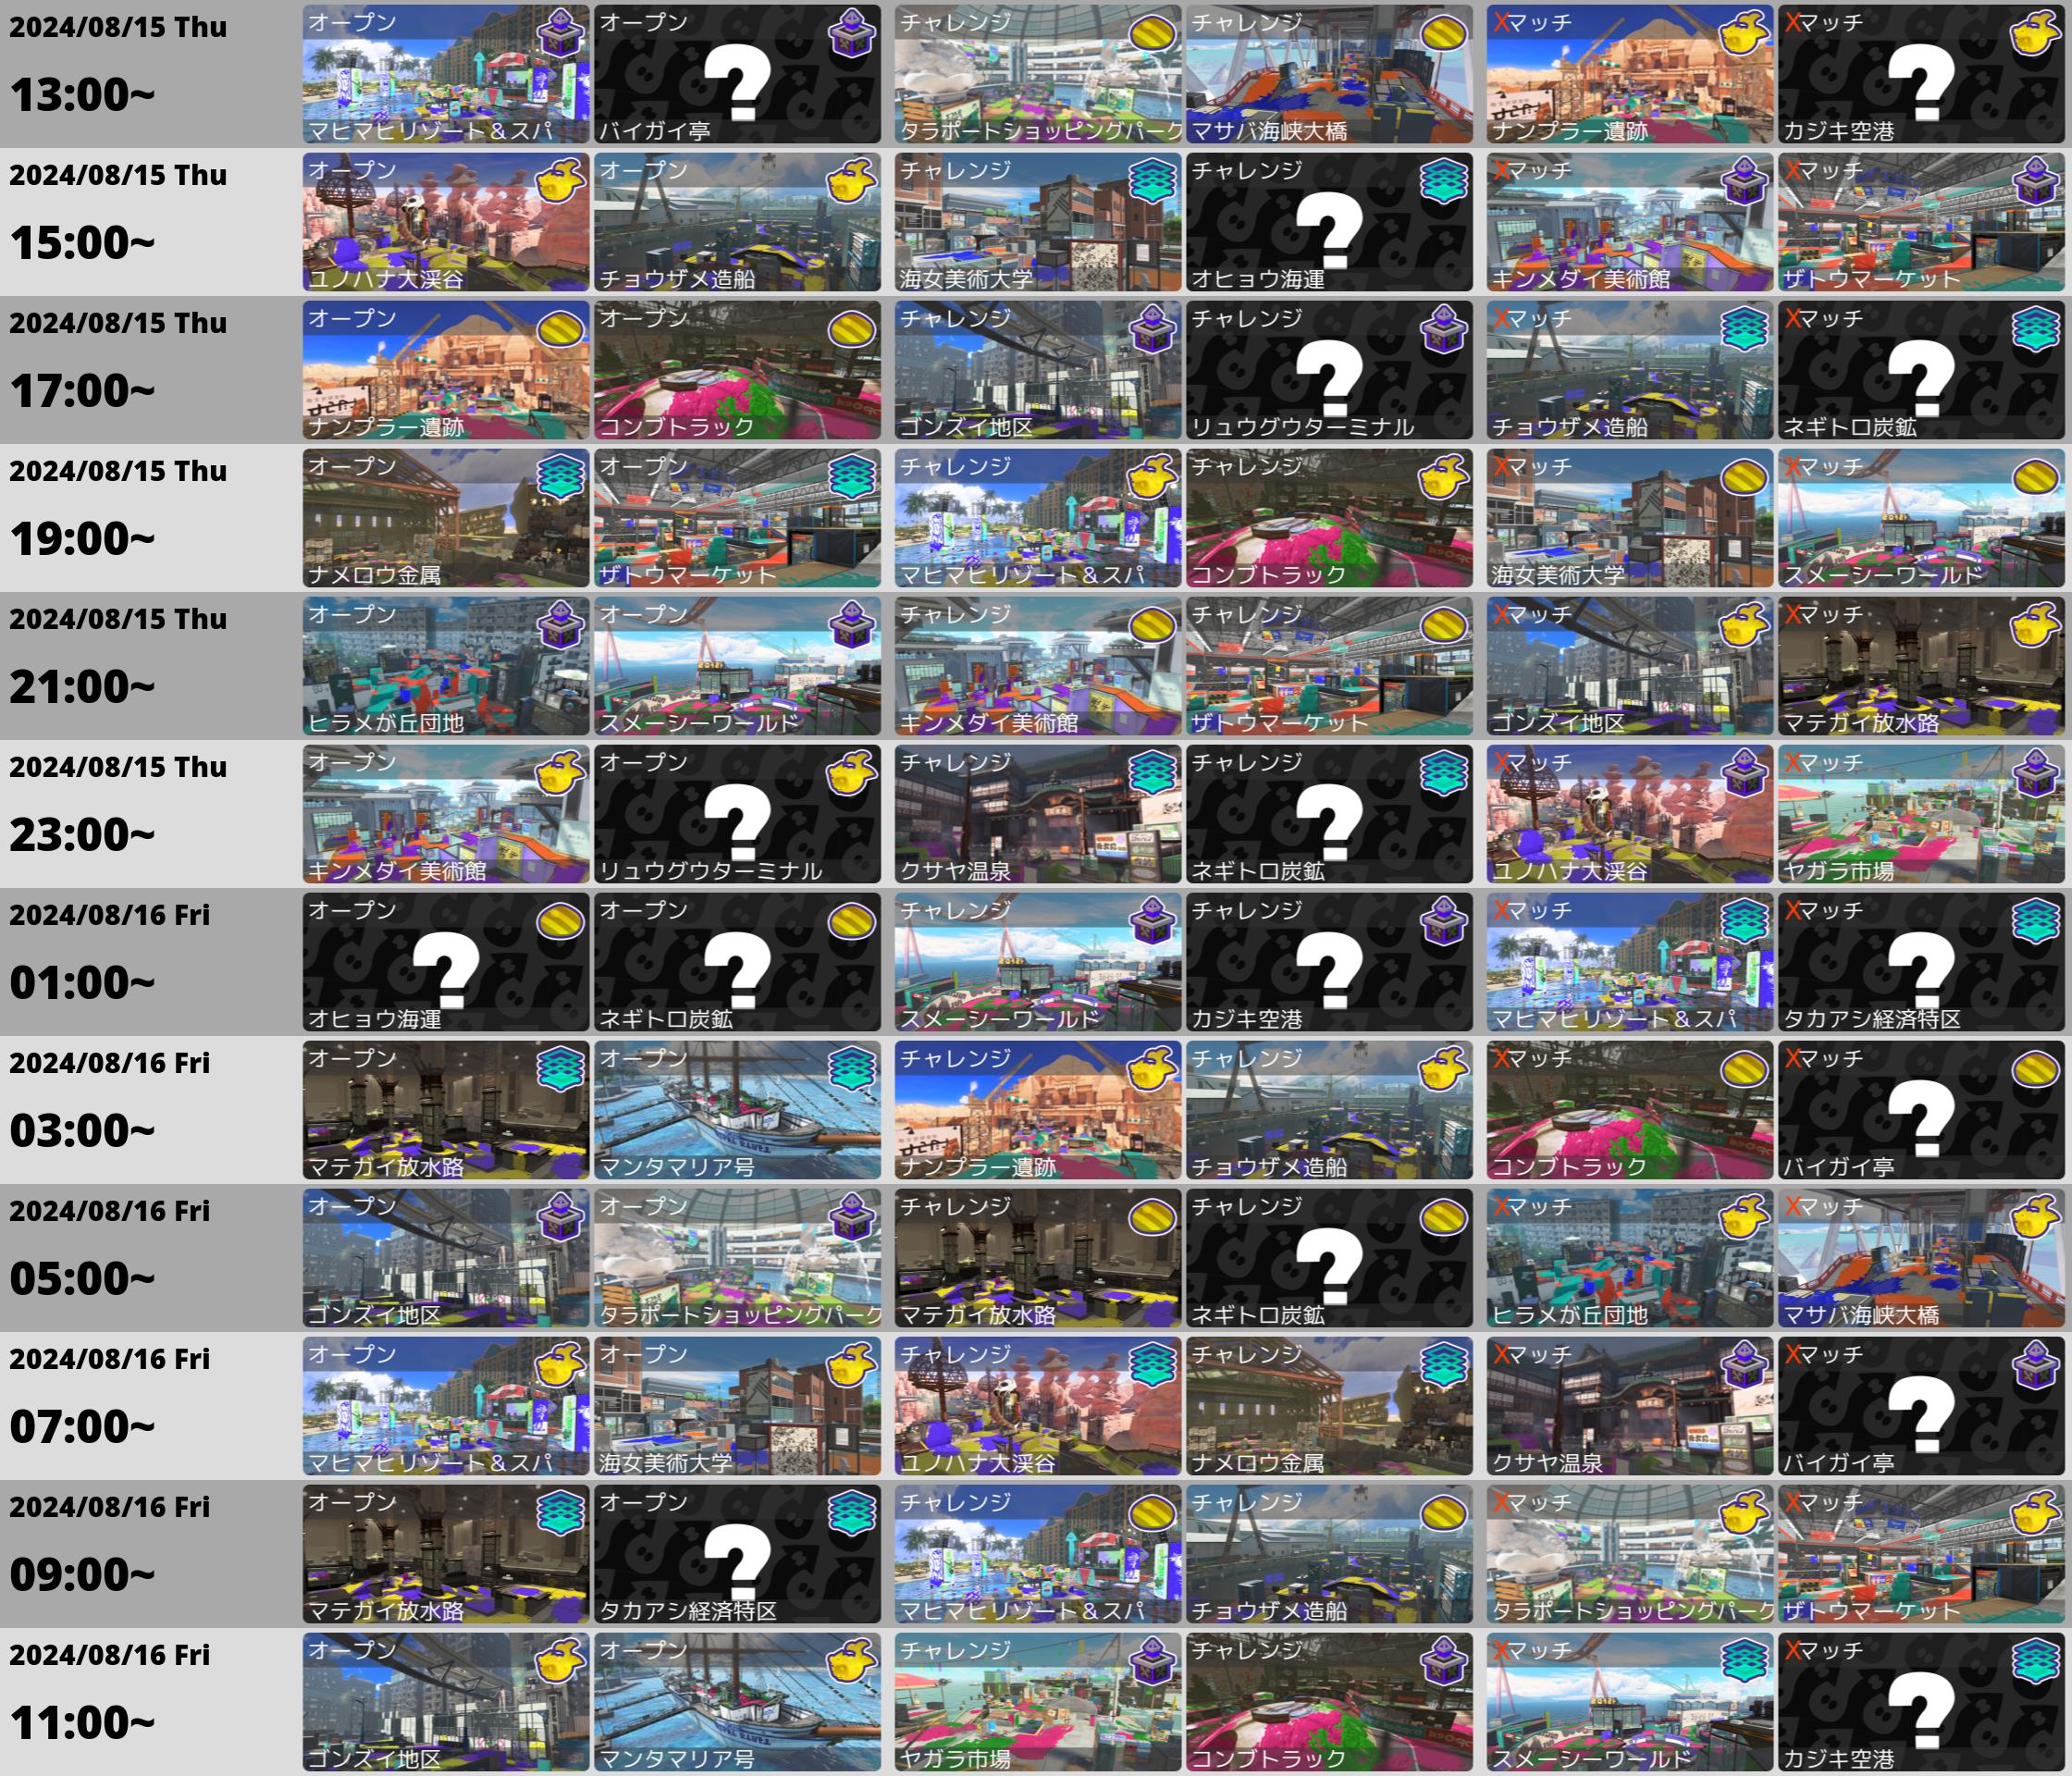 2024/08/15 Thu
13:00~
オープン
マヒマヒリゾート＆スパ
オープン
バイガイ亭
チャレンジ
タラポートショッピングパーク
チャレンジ
マサバ海峡大橋
Xマッチ
ナンプラー遺跡
Xマッチ
カジキ空港
2024/08/15 Thu
15:00~
オープン
ユノハナ大渓谷
オープン
チョウザメ造船
チャレンジ
海女美術大学
チャレンジ
オヒョウ海運
Xマッチ
キンメダイ美術館
Xマッチ
ザトウマーケット
2024/08/15 Thu
17:00~
オープン
ナンプラー遺跡
オープン
コンブトラック
チャレンジ
ゴンズイ地区
チャレンジ
リュウグウターミナル
Xマッチ
チョウザメ造船
Xマッチ
ネギトロ炭鉱
2024/08/15 Thu
19:00~
オープン
ナメロウ金属
オープン
ザトウマーケット
チャレンジ
マヒマヒリゾート＆スパ
チャレンジ
コンブトラック
Xマッチ
海女美術大学
Xマッチ
スメーシーワールド
2024/08/15 Thu
21:00~
オープン
ヒラメが丘団地
オープン
スメーシーワールド
チャレンジ
キンメダイ美術館
チャレンジ
ザトウマーケット
Xマッチ
ゴンズイ地区
Xマッチ
マテガイ放水路
2024/08/15 Thu
23:00~
オープン
キンメダイ美術館
オープン
リュウグウターミナル
チャレンジ
クサヤ温泉
チャレンジ
ネギトロ炭鉱
Xマッチ
ユノハナ大渓谷
Xマッチ
ヤガラ市場
2024/08/16 Fri
01:00~
オープン
オヒョウ海運
オープン
ネギトロ炭鉱
チャレンジ
スメーシーワールド
チャレンジ
カジキ空港
Xマッチ
マヒマヒリゾート＆スパ
Xマッチ
タカアシ経済特区
2024/08/16 Fri
03:00~
オープン
マテガイ放水路
オープン
マンタマリア号
チャレンジ
ナンプラー遺跡
チャレンジ
チョウザメ造船
Xマッチ
コンブトラック
Xマッチ
バイガイ亭
2024/08/16 Fri
05:00~
オープン
ゴンズイ地区
オープン
タラポートショッピングパーク
チャレンジ
マテガイ放水路
チャレンジ
ネギトロ炭鉱
Xマッチ
ヒラメが丘団地
Xマッチ
マサバ海峡大橋
2024/08/16 Fri
07:00~
オープン
マヒマヒリゾート＆スパ
オープン
海女美術大学
チャレンジ
ユノハナ大渓谷
チャレンジ
ナメロウ金属
Xマッチ
クサヤ温泉
Xマッチ
バイガイ亭
2024/08/16 Fri
09:00~
オープン
マテガイ放水路
オープン
タカアシ経済特区
チャレンジ
マヒマヒリゾート＆スパ
チャレンジ
チョウザメ造船
Xマッチ
タラポートショッピングパーク
Xマッチ
ザトウマーケット
2024/08/16 Fri
11:00~
オープン
ゴンズイ地区
オープン
マンタマリア号
チャレンジ
ヤガラ市場
チャレンジ
コンブトラック
Xマッチ
スメーシーワールド
Xマッチ
カジキ空港